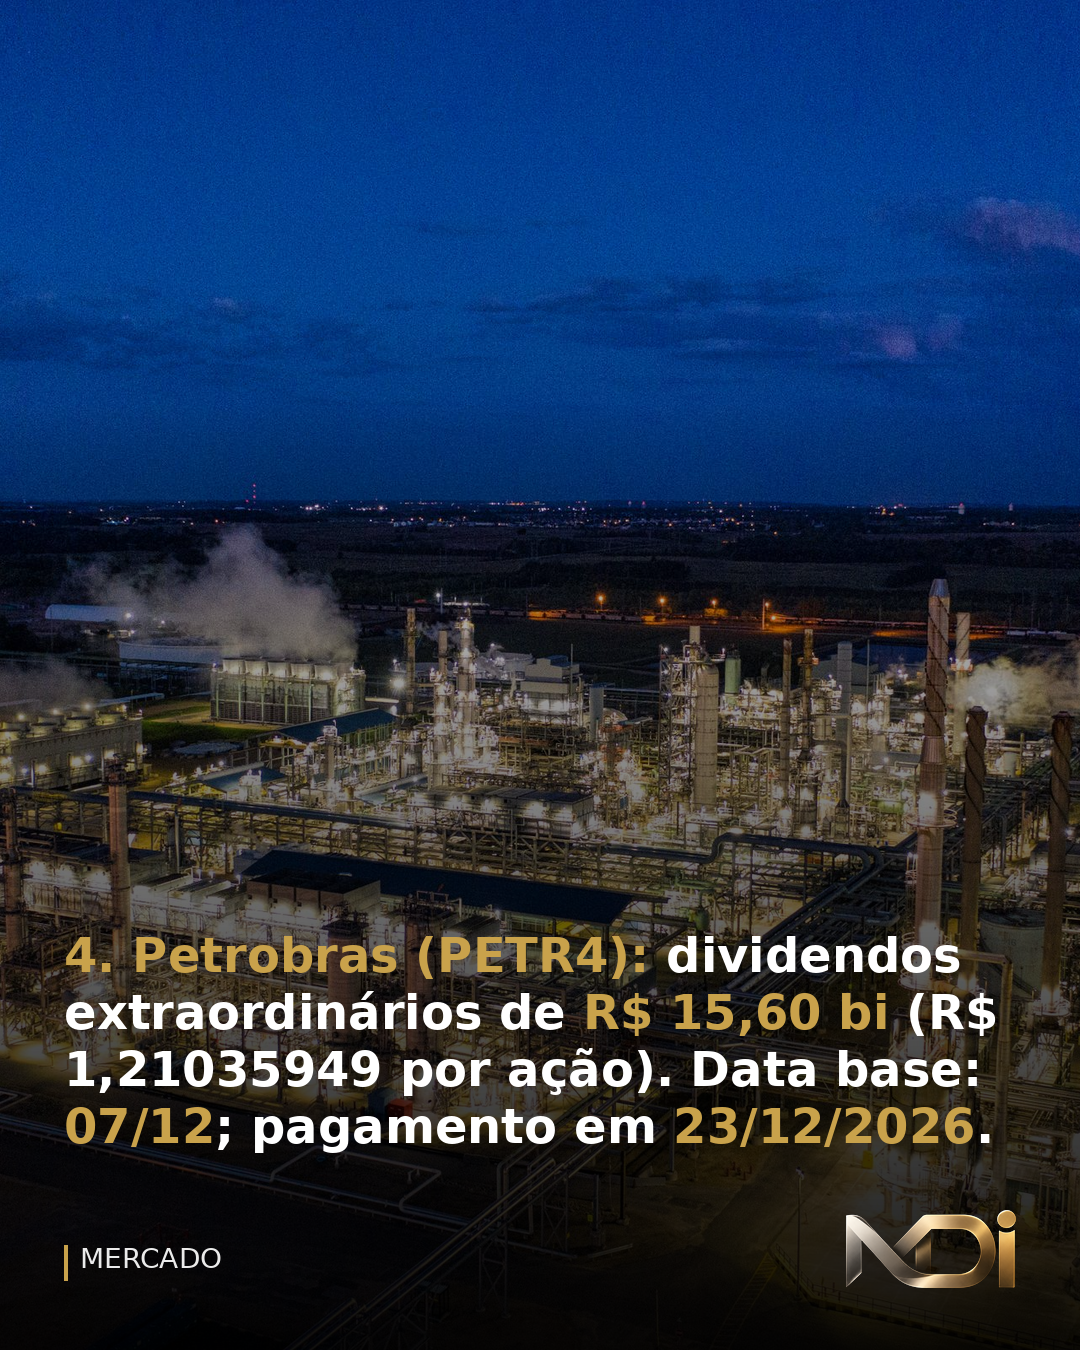 4. Petrobras (PETR4): dividendos
extraordinários de R$ 15,60 bi (R$
1,21035949 por ação). Data base:
07/12; pagamento em 23/12/2026.
MERCADO
MDi